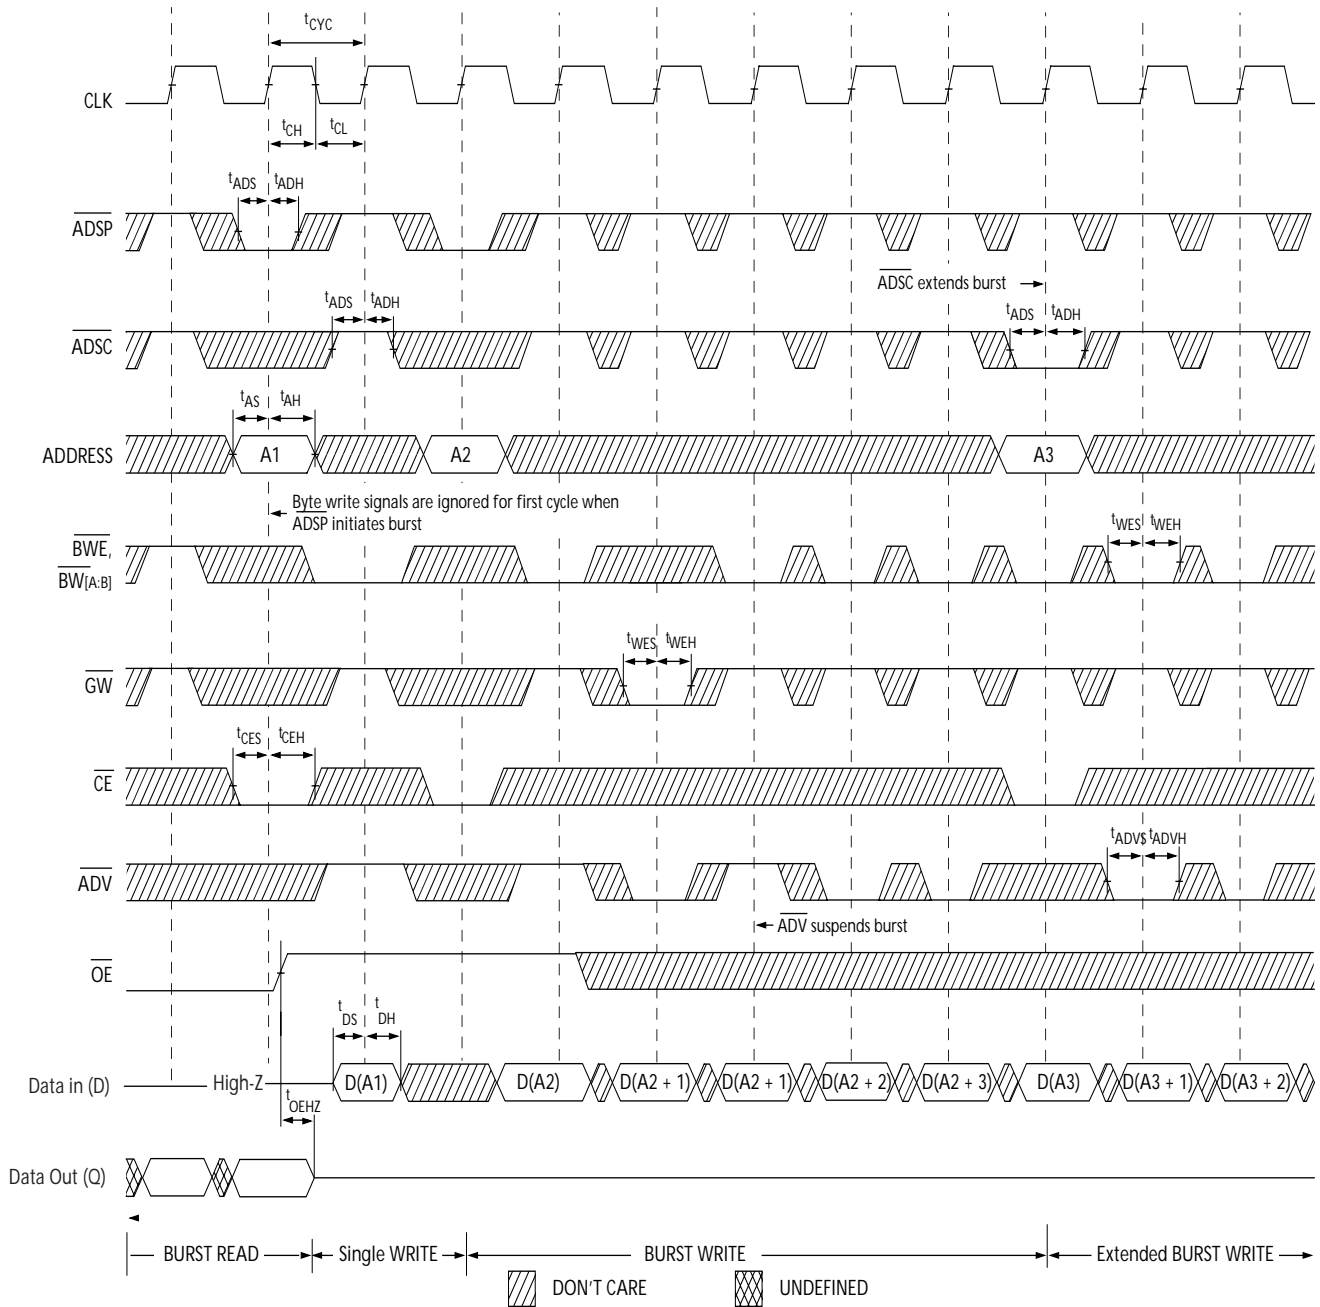 tCYC
CLK
tCH
tCL
tADS
tADH
ADSP
ADSC extends burst
tADS
tADH
tADS
tADH
ADSC
tAS
tAH
ADDRESS
A1
A2
A3
Byte write signals are ignored for first cycle when
ADSP initiates burst
BWE,
BW[A:B]
tWES
tWEH
tWES
tWEH
GW
tCES
tCEH
CE
tADVS
tADVH
ADV
ADV suspends burst
OE
tDS
tDH
Data in (D)
High-Z
D(A1)
D(A2)
D(A2 + 1)
D(A2 + 1)
D(A2 + 2)
D(A2 + 3)
D(A3)
D(A3 + 1)
D(A3 + 2)
tOEHZ
Data Out (Q)
BURST READ
Single WRITE
BURST WRITE
Extended BURST WRITE
DON'T CARE
UNDEFINED